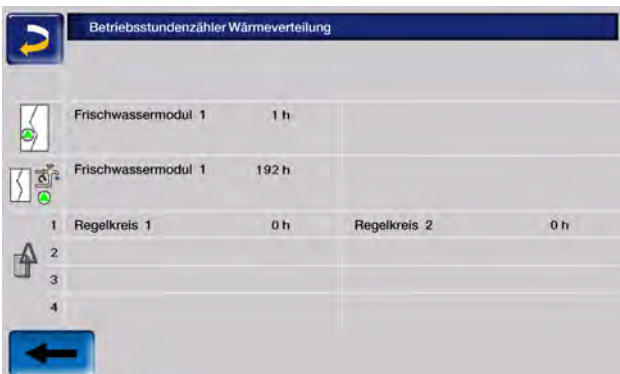 Betriebsstundenzähler Wärmeverteilung
Frischwassermodul 1 1 h
Frischwassermodul 1 192 h
1 Regelkreis 1 0 h Regelkreis 2 0 h
2
3
4